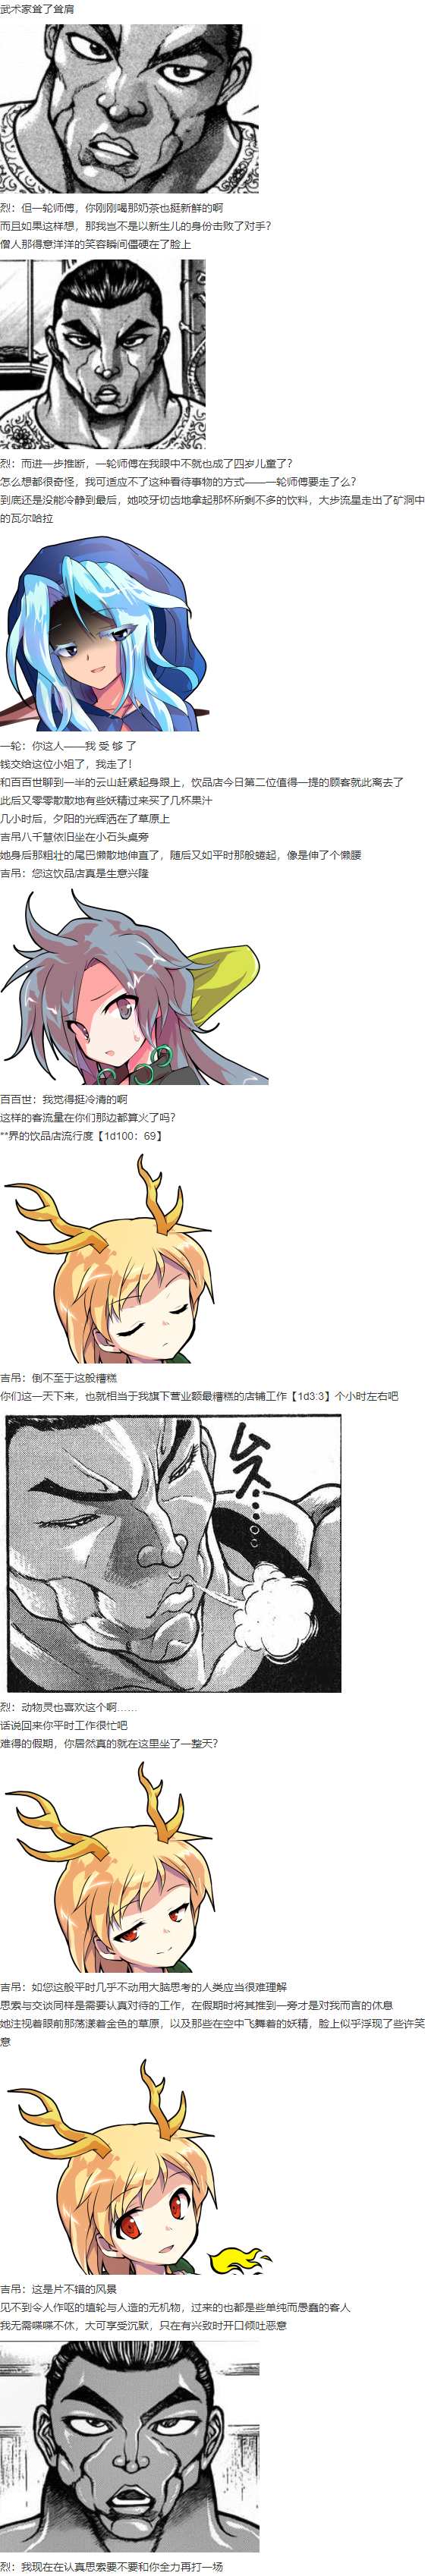 武术家耸了耸肩
烈：但一轮师傅，你刚刚喝那奶茶也挺新鲜的啊
而且如果这样想，那我岂不是以新生儿的身份击败了对手?
僧人那得意洋洋的笑容瞬间僵硬在了脸上
烈：而进一步推断，一轮师傅在我眼中不就也成了四岁儿童了?
怎么想都很奇怪，我可适应不了这种看待事物的方式——一轮师傅要走了么?
到底还是没能冷静到最后，她咬牙切齿地拿起那杯所剩不多的饮料，大步流星走出了矿洞中
的瓦尔哈拉
一轮：你这人——我 受 够 了
钱交给这位小姐了，我走了!
和百百世聊到一半的云山赶紧起身跟上，饮品店今日第二位值得一提的顾客就此离去了
此后又零零散散地有些妖精过来买了几杯果汁
几小时后，夕阳的光辉洒在了草原上
吉吊八千慧依旧坐在小石头桌旁
她身后那粗壮的尾巴懒散地伸直了，随后又如平时那般蜷起，像是伸了个懒腰
吉吊：您这饮品店真是生意兴隆
百百世：我觉得挺冷清的啊
这样的客流量在你们那边都算火了吗?
**界的饮品店流行度【1d100：69】
吉吊：倒不至于这般糟糕
你们这一天下来，也就相当于我旗下营业额最糟糕的店铺工作【1d3:3】个小时左右吧
ムス…
烈：动物灵也喜欢这个啊……
话说回来你平时工作很忙吧
难得的假期，你居然真的就在这里坐了一整天?
吉吊：如您这般平时几乎不动用大脑思考的人类应当很难理解
思索与交谈同样是需要认真对待的工作，在假期时将其推到一旁才是对我而言的休息
她注视着眼前那荡漾着金色的草原，以及那些在空中飞舞着的妖精，脸上似乎浮现了些许笑
意
吉吊：这是片不错的风景
见不到令人作呕的埴轮与人造的无机物，过来的也都是些单纯而愚蠢的客人
我无需喋喋不休，大可享受沉默，只在有兴致时开口倾吐恶意
烈：我现在在认真思索要不要和你全力再打一场